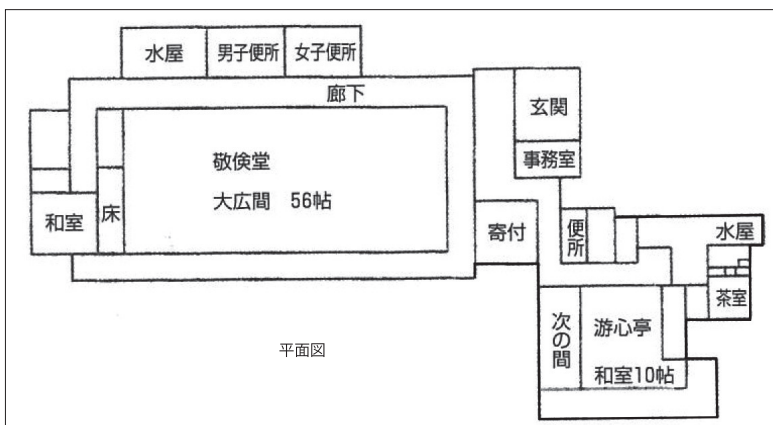 水屋
男子便所
女子便所
廊下
玄関
事務室
敬倹堂
大広間 56帖
床
和室
寄付
便所
水屋
茶室
次の間
游心亭
和室10帖
平面図